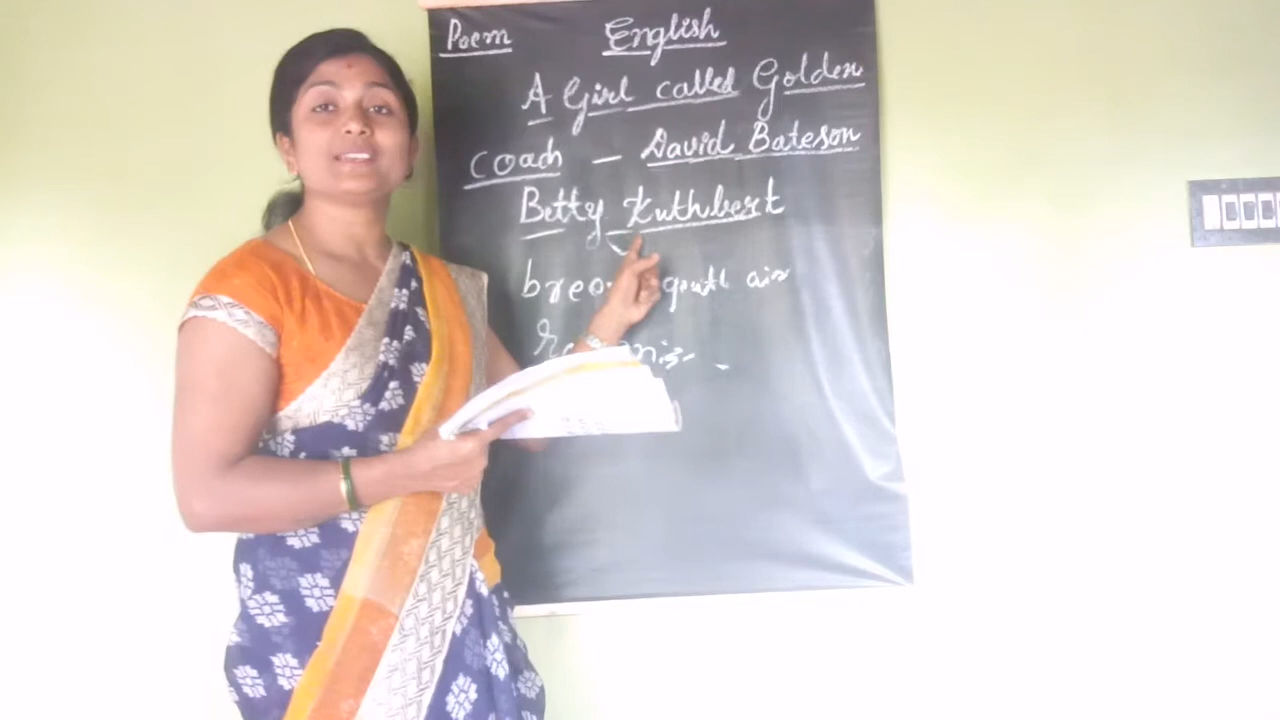 Poem English
A Girl called Golden
coach – David Bateson
Betty Kuthbert
air